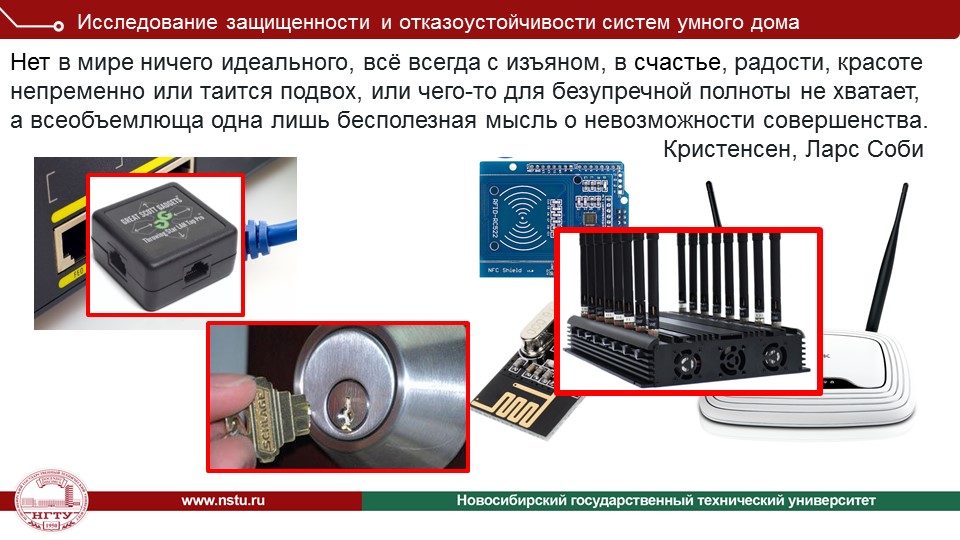 Исследование защищенности и отказоустойчивости систем умного дома
Нет в мире ничего идеального, всё всегда с изъяном, в счастье, радости, красоте
непременно или таится подвох, или чего-то для безупречной полноты не хватает,
а всеобъемлюща одна лишь бесполезная мысль о невозможности совершенства.
Кристенсен, Ларс Соби
GREAT SCOTT GADGETS
Throwing Star LAN Tap Pro
RFID-RC522
NFC Shield
SCHLAGE
НГТУ
1950
www.nstu.ru
Новосибирский государственный технический университет